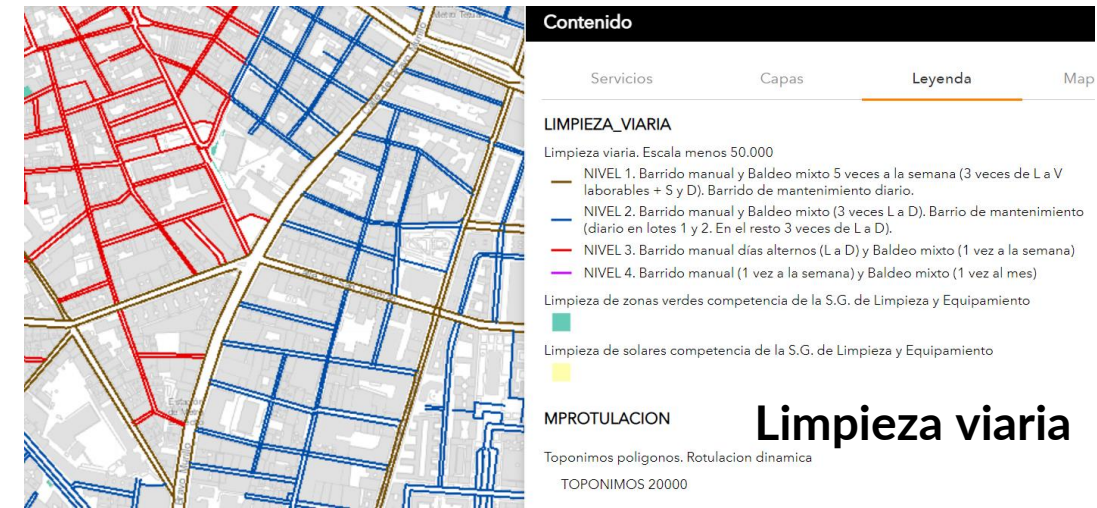 Contenido
Servicios
Capas
Leyenda
Map
LIMPIEZA_VIARIA
Limpieza viaria. Escala menos 50.000
NIVEL 1. Barrido manual y Baldeo mixto 5 veces a la semana (3 veces de L a V
laborables + S y D). Barrido de mantenimiento diario.
NIVEL 2. Barrido manual y Baldeo mixto (3 veces L a D). Barrio de mantenimiento
(diario en lotes 1 y 2. En el resto 3 veces de L a D).
NIVEL 3. Barrido manual días alternos (L a D) y Baldeo mixto (1 vez a la semana)
NIVEL 4. Barrido manual (1 vez a la semana) y Baldeo mixto (1 vez al mes)
Limpieza de zonas verdes competencia de la S.G. de Limpieza y Equipamiento
Limpieza de solares competencia de la S.G. de Limpieza y Equipamiento
MPROTULACION
Limpieza viaria
Toponimos poligonos. Rotulacion dinamica
TOPONIMOS 20000